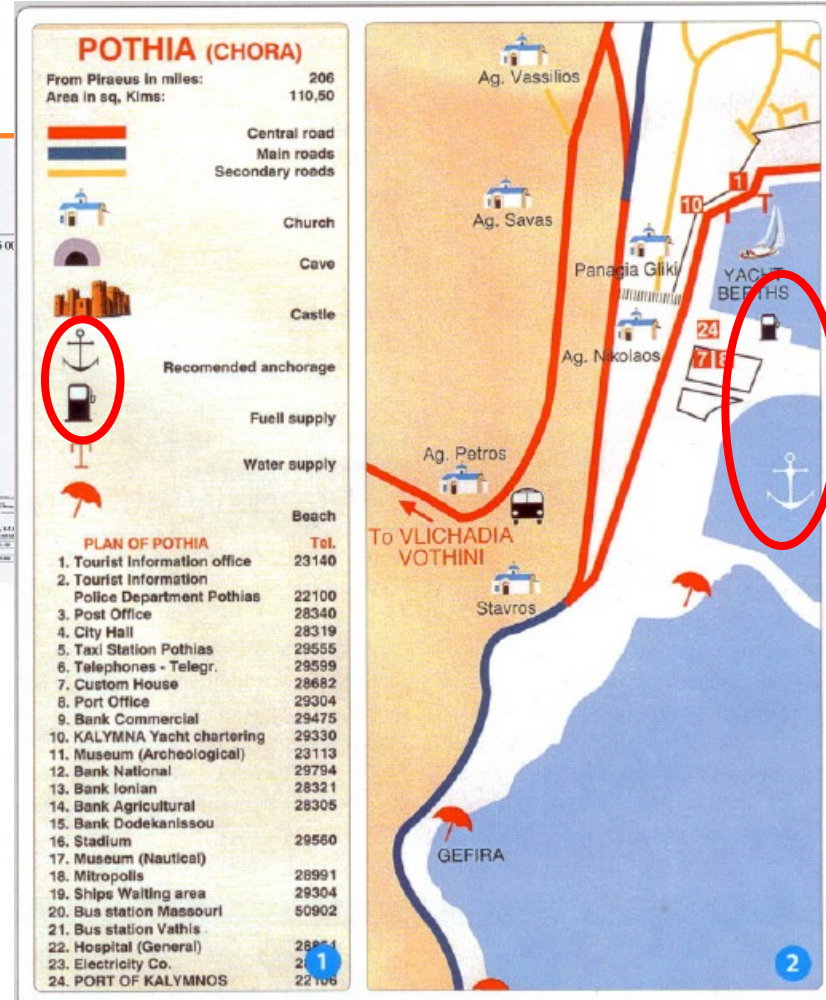 POTHIA (CHORA)
From Piraeus in miles: 206
Area in sq, Klms: 110,50
Central road
Main roads
Secondary roads
Church
Cave
Castle
Recomended anchorage
Fuell supply
Water supply
Beach
PLAN OF POTHIA Tel.
1. Tourist Information office 23140
2. Tourist Information
Police Department Pothias 22100
3. Post Office 28340
4. City Hall 28319
5. Taxi Station Pothias 29555
6. Telephones - Telegr. 29599
7. Custom House 28682
8. Port Office 29304
9. Bank Commercial 29475
10. KALYMNA Yacht chartering 29330
11. Museum (Archeological) 23113
12. Bank National 29794
13. Bank Ionian 28321
14. Bank Agricultural 28305
15. Bank Dodekanissou
16. Stadium 29560
17. Museum (Nautical)
18. Mitropolis 28991
19. Ships Waiting area 29304
20. Bus station Massouri 50902
21. Bus station Vathis
22. Hospital (General)
23. Electricity Co.
24. PORT OF KALYMNOS
1
Ag. Vassilios
1
10
Ag. Savas
Panagia Gliki
YACHT
BERTHS
24
Ag. Nikolaos
7 8
Ag. Petros
To VLICHADIA
VOTHINI
Stavros
GEFIRA
2